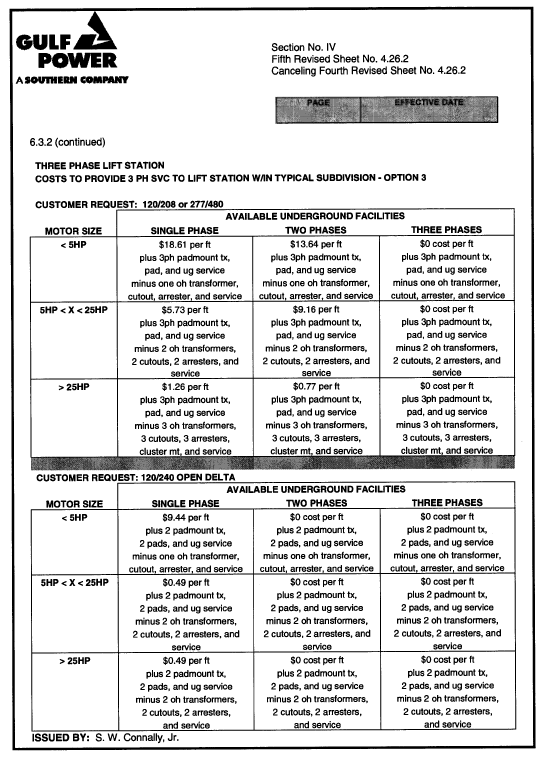 GULF
POWER
A SOUTHERN COMPANY
Section No. IV
Fifth Revised Sheet No. 4.26.2
Canceling Fourth Revised Sheet No. 4.26.2
PAGE EFFECTIVE DATE
6.3.2 (continued)
THREE PHASE LIFT STATION
COSTS TO PROVIDE 3 PH SVC TO LIFT STATION W/IN TYPICAL SUBDIVISION - OPTION 3
CUSTOMER REQUEST: 120/208 or 277/480
AVAILABLE UNDERGROUND FACILITIES
MOTOR SIZE SINGLE PHASE TWO PHASES THREE PHASES
< 5HP $18.61 per ft $13.64 per ft $0 cost per ft
plus 3ph padmount tx, plus 3ph padmount tx, plus 3ph padmount tx,
pad, and ug service pad, and ug service pad, and ug service
minus one oh transformer, minus one oh transformer, minus one oh transformer,
cutout, arrester, and service cutout, arrester, and service cutout, arrester, and service
5HP < X < 25HP $5.73 per ft $9.16 per ft $0 cost per ft
plus 3ph padmount tx, plus 3ph padmount tx, plus 3ph padmount tx,
pad, and ug service pad, and ug service pad, and ug service
minus 2 oh transformers, minus 2 oh transformers, minus 2 oh transformers,
2 cutouts, 2 arresters, and 2 cutouts, 2 arresters, and 2 cutouts, 2 arresters, and
service service service
> 25HP $1.26 per ft $0.77 per ft $0 cost per ft
plus 3ph padmount tx, plus 3ph padmount tx, plus 3ph padmount tx,
pad, and ug service pad, and ug service pad, and ug service
minus 3 oh transformers, minus 3 oh transformers, minus 3 oh transformers,
3 cutouts, 3 arresters, 3 cutouts, 3 arresters, 3 cutouts, 3 arresters,
cluster mt, and service cluster mt, and service cluster mt, and service
CUSTOMER REQUEST: 120/240 OPEN DELTA
AVAILABLE UNDERGROUND FACILITIES
MOTOR SIZE SINGLE PHASE TWO PHASES THREE PHASES
< 5HP $9.44 per ft $0 cost per ft $0 cost per ft
plus 2 padmount tx, plus 2 padmount tx, plus 2 padmount tx,
2 pads, and ug service 2 pads, and ug service 2 pads, and ug service
minus one oh transformer, minus one oh transformer, minus one oh transformer,
cutout, arrester, and service cutout, arrester, and service cutout, arrester, and service
5HP < X < 25HP $0.49 per ft $0 cost per ft $0 cost per ft
plus 2 padmount tx, plus 2 padmount tx, plus 2 padmount tx,
2 pads, and ug service 2 pads, and ug service 2 pads, and ug service
minus 2 oh transformers, minus 2 oh transformers, minus 2 oh transformers,
2 cutouts, 2 arresters, and 2 cutouts, 2 arresters, and 2 cutouts, 2 arresters, and
service service service
> 25HP $0.49 per ft $0 cost per ft $0 cost per ft
plus 2 padmount tx, plus 2 padmount tx, plus 2 padmount tx,
2 pads, and ug service 2 pads, and ug service 2 pads, and ug service
minus 2 oh transformers, minus 2 oh transformers, minus 2 oh transformers,
2 cutouts, 2 arresters, 2 cutouts, 2 arresters, 2 cutouts, 2 arresters,
and service and service and service
ISSUED BY: S. W. Connally, Jr.